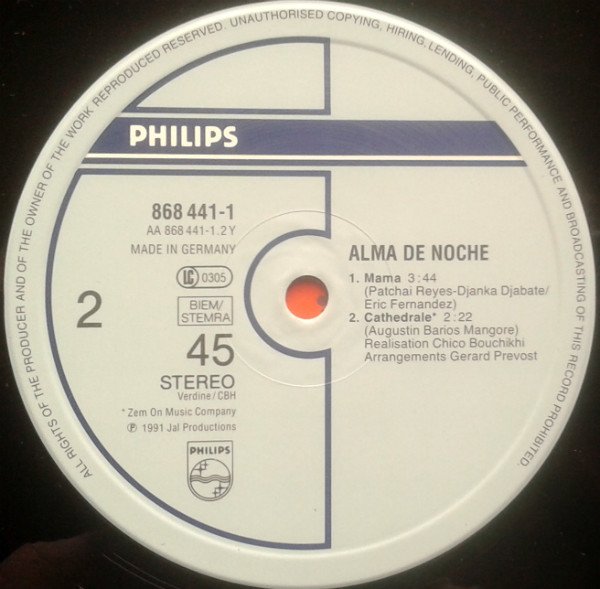 ALL RIGHTS OF THE PRODUCER AND OF THE OWNER OF THE WORK REPRODUCED RESERVED. UNAUTHORISED COPYING, HIRING, LENDING, PUBLIC PERFORMANCE AND BROADCASTING OF THIS RECORD PROHIBITED.
PHILIPS
868 441-1
AA 868 441-1.2 Y
MADE IN GERMANY
LC 0305
BIEM/
STEMRA
2
45
STEREO
Verdine/CBH
* Zem On Music Company
℗ 1991 Jal Productions
PHILIPS
ALMA DE NOCHE
1. Mama 3:44
(Patchai Reyes-Djanka Djabate/
Eric Fernandez)
2. Cathedrale* 2:22
(Augustin Barios Mangore)
Realisation Chico Bouchikhi
Arrangements Gerard Prevost